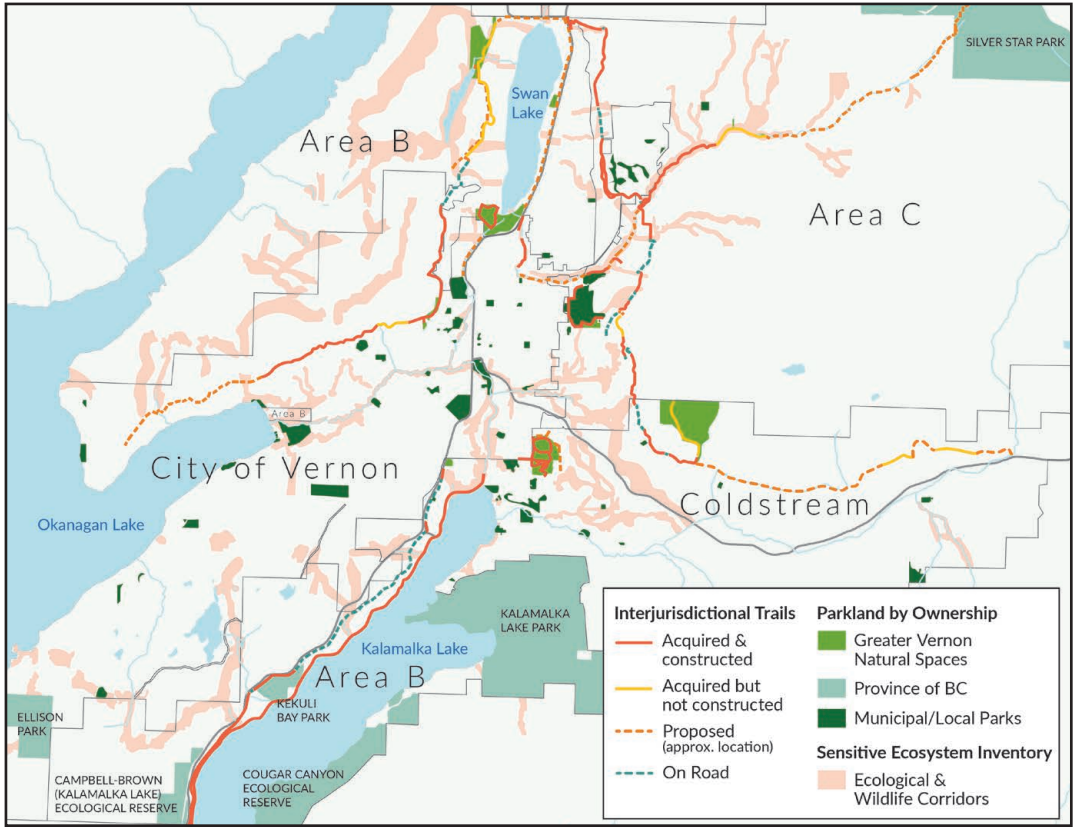 SILVER STAR PARK
Swan
Lake
Area B
Area C
Area B
City of Vernon
Coldstream
Okanagan Lake
KALAMALKA
LAKE PARK
Kalamalka Lake
Area B
KEKULI
BAY PARK
ELLISON
PARK
CAMPBELL-BROWN
(KALAMALKA LAKE)
ECOLOGICAL RESERVE
COUGAR CANYON
ECOLOGICAL
RESERVE
Interjurisdictional Trails
Acquired &
constructed
Acquired but
not constructed
Proposed
(approx. location)
On Road
Parkland by Ownership
Greater Vernon
Natural Spaces
Province of BC
Municipal/Local Parks
Sensitive Ecosystem Inventory
Ecological &
Wildlife Corridors